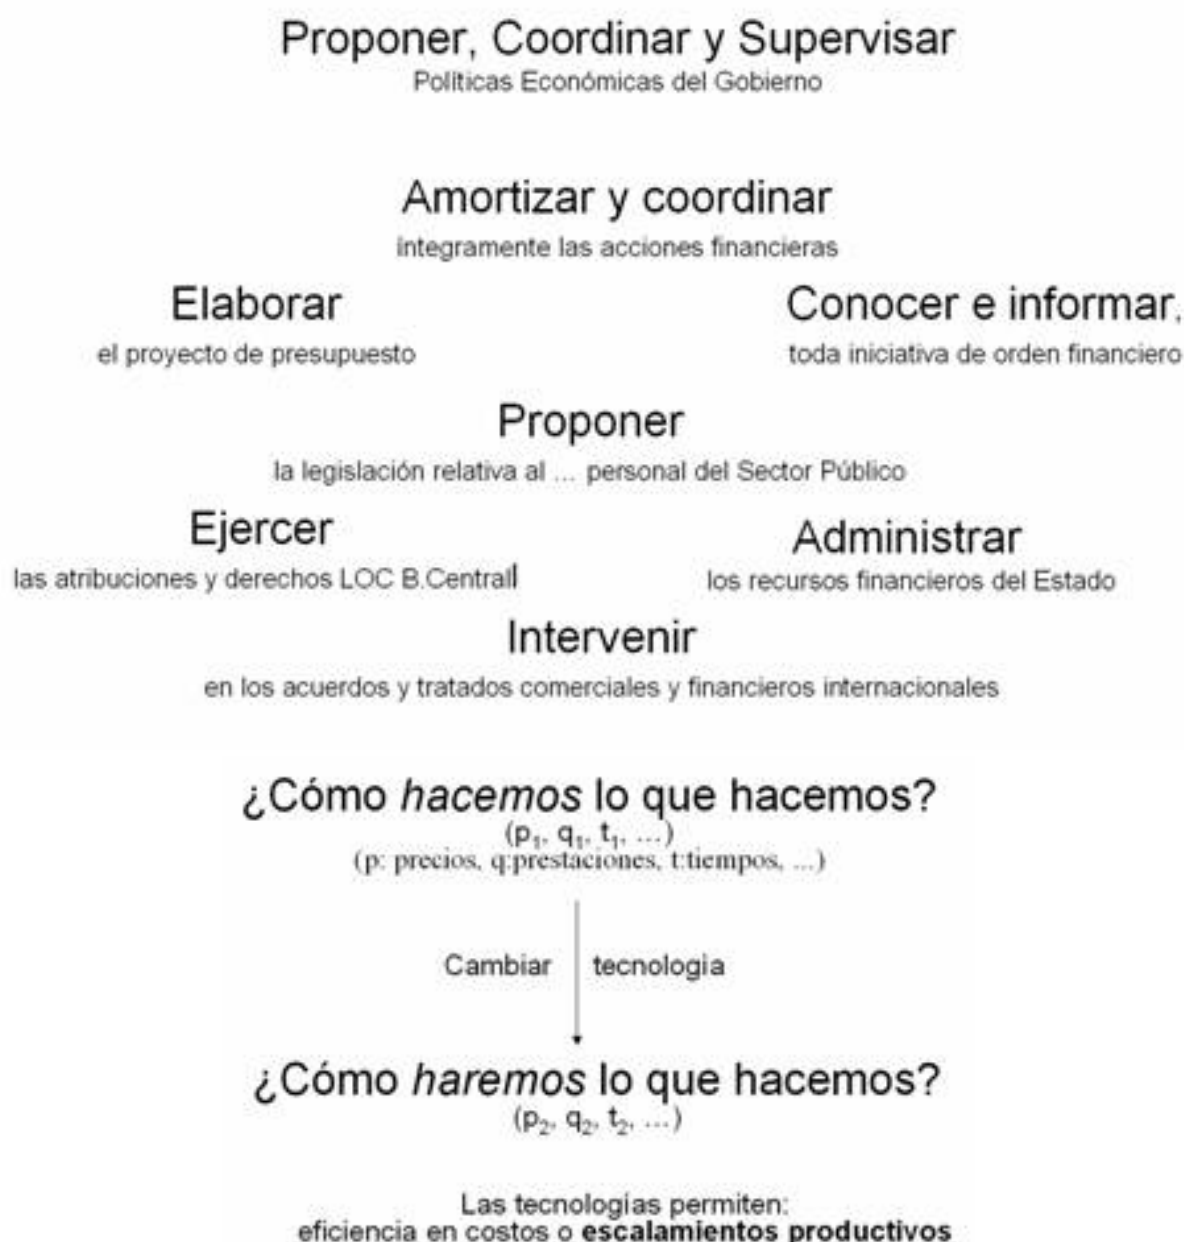 Proponer, Coordinar y Supervisar
Políticas Económicas del Gobierno
Amortizar y coordinar
integramente las acciones financieras
Elaborar
el proyecto de presupuesto
Conocer e informar,
toda iniciativa de orden financiero
Proponer
la legislación relativa al ... personal del Sector Público
Ejercer
las atribuciones y derechos LOC B.Centrall
Administrar
los recursos financieros del Estado
Intervenir
en los acuerdos y tratados comerciales y financieros internacionales
¿Cómo hacemos lo que hacemos?
(p₁, q₁, t₁, ...)
(p: precios, q:prestaciones, t:tiempos, ...)
Cambiar tecnologia
¿Cómo haremos lo que hacemos?
(p₂, q₂, t₂, ...)
Las tecnologías permiten:
eficiencia en costos o escalamientos productivos